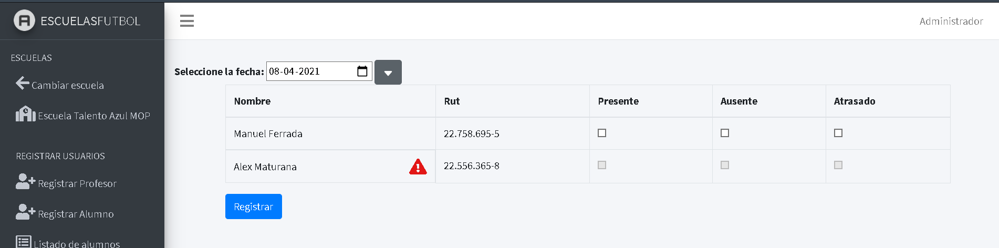 ESCUELASFUTBOL
Administrador
ESCUELAS
Cambiar escuela
Escuela Talento Azul MOP
REGISTRAR USUARIOS
Registrar Profesor
Registrar Alumno
Listado de alumnos
Seleccione la fecha: 08-04-2021
Nombre Rut Presente Ausente Atrasado
Manuel Ferrada 22.758.695-5
Alex Maturana 22.556.365-8
Registrar